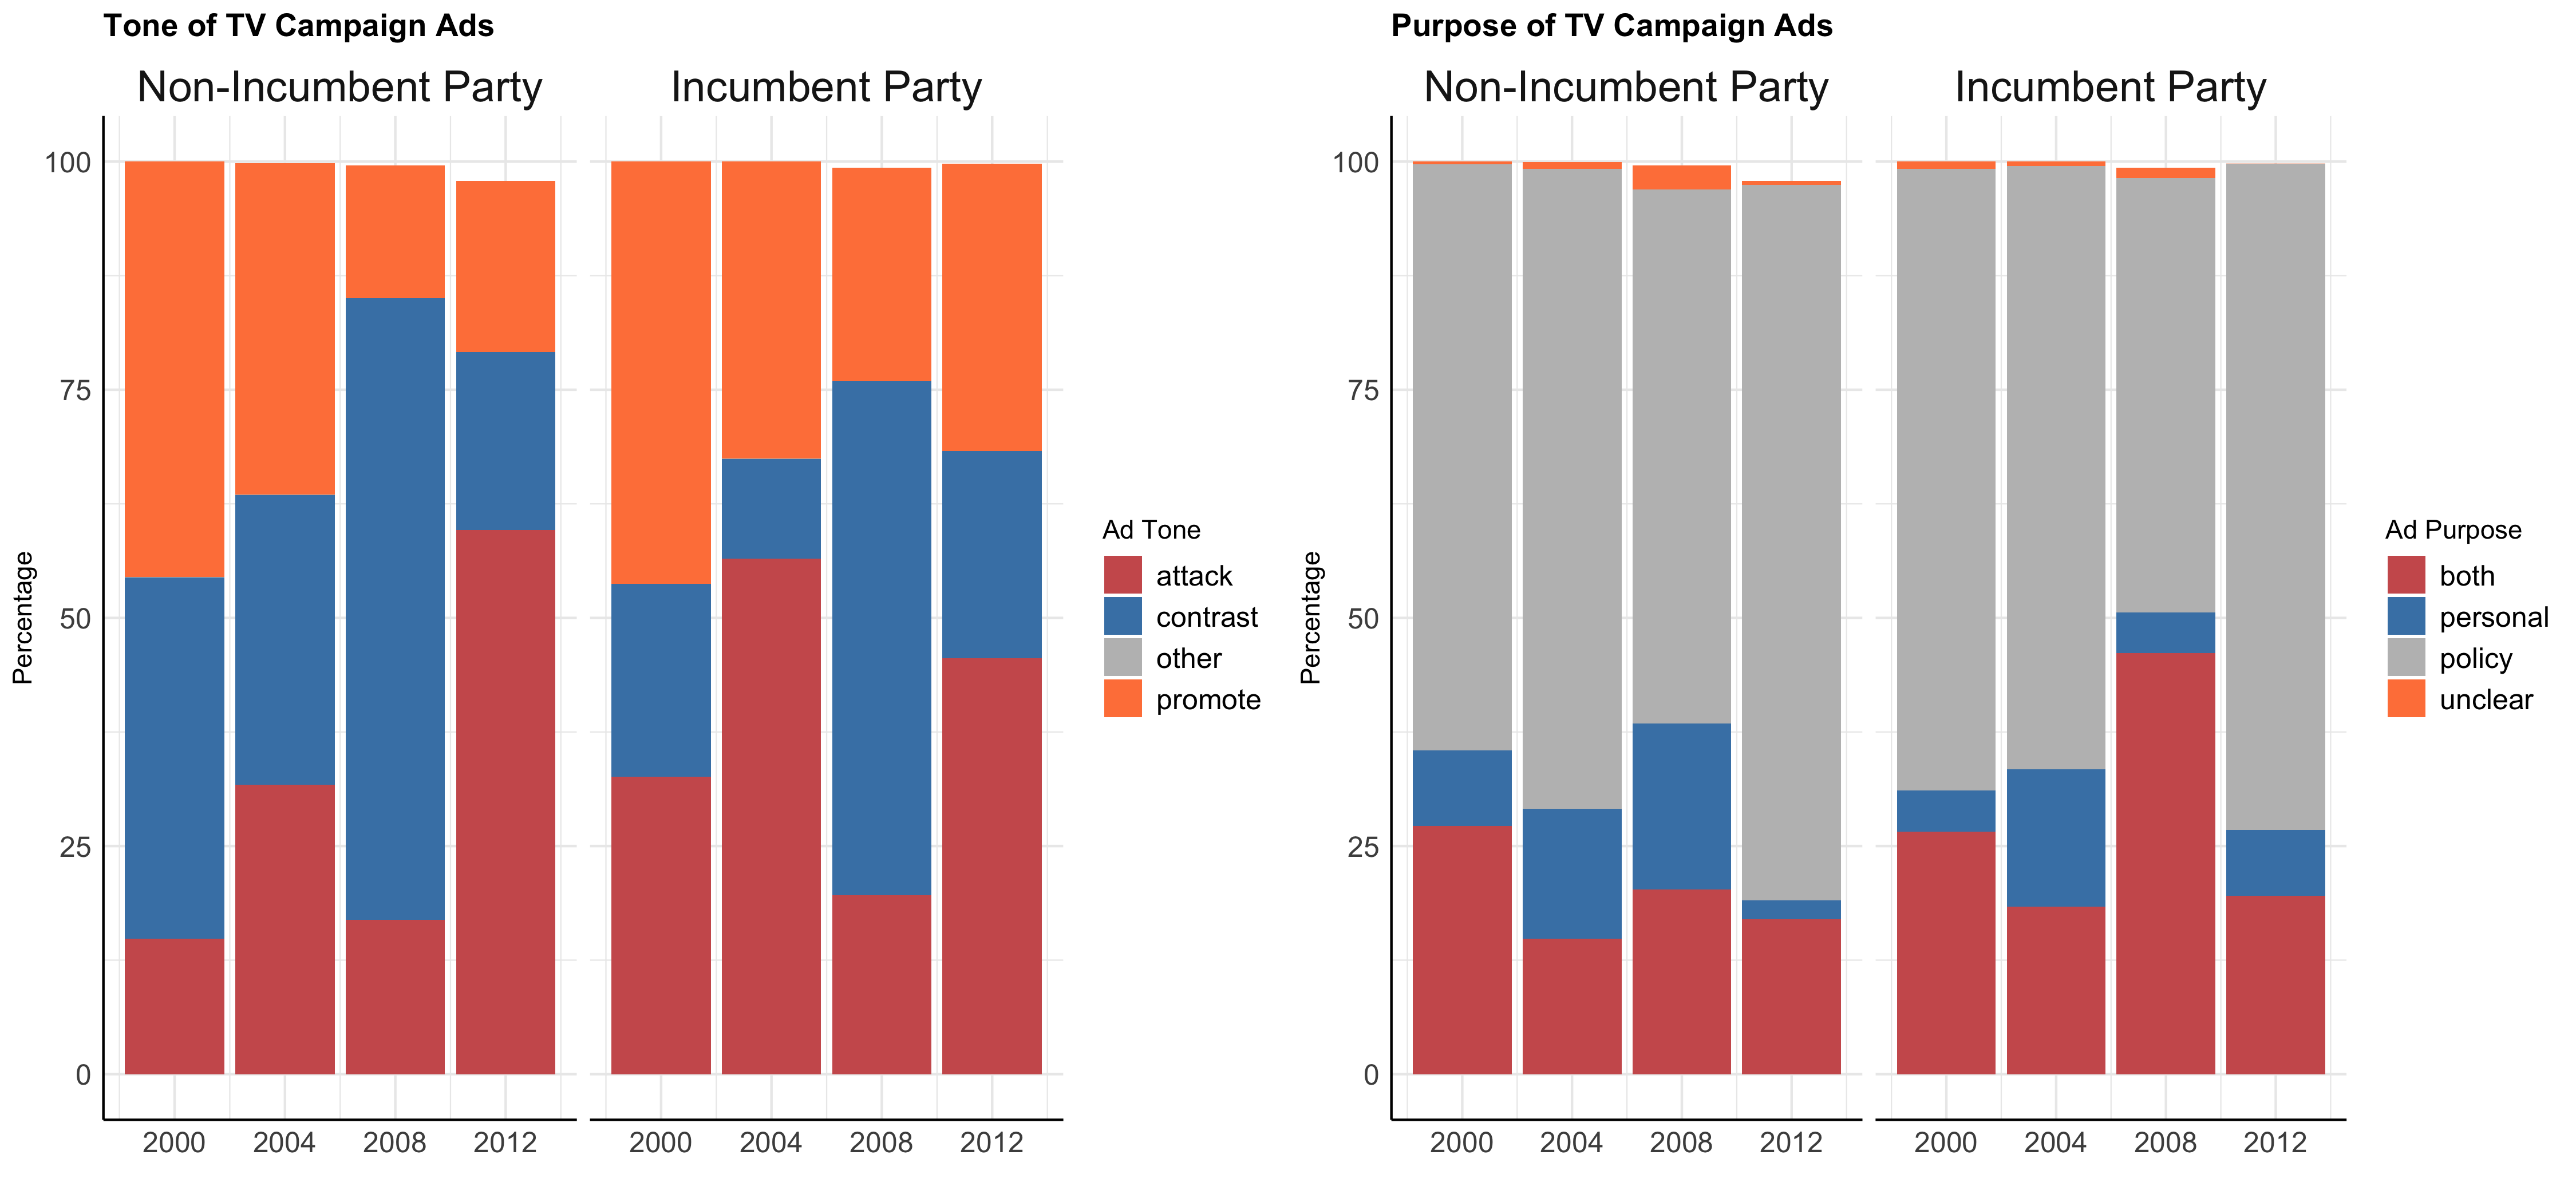 Tone of TV Campaign Ads
Non-Incumbent Party
Incumbent Party
Percentage
100
75
50
25
0
2000 2004 2008 2012
2000 2004 2008 2012
Ad Tone
attack
contrast
other
promote
Purpose of TV Campaign Ads
Non-Incumbent Party
Incumbent Party
Percentage
100
75
50
25
0
2000 2004 2008 2012
2000 2004 2008 2012
Ad Purpose
both
personal
policy
unclear